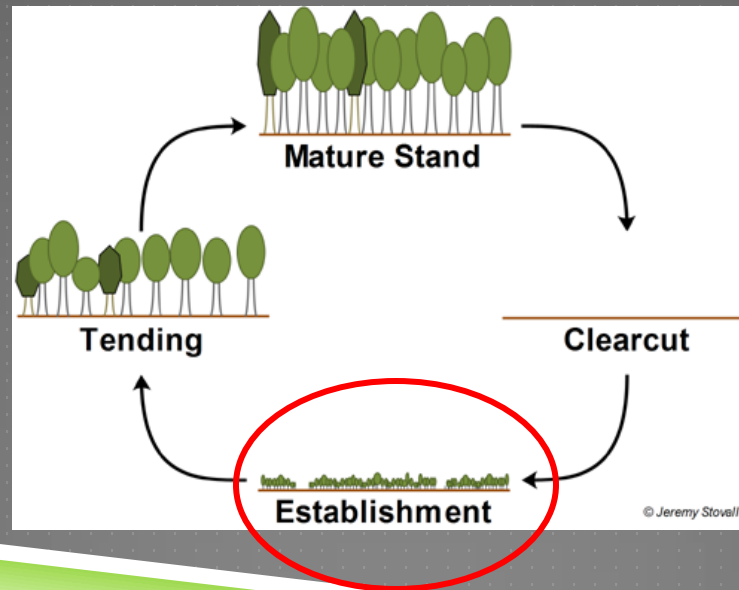 Mature Stand
Tending
Clearcut
Establishment
© Jeremy Stovall